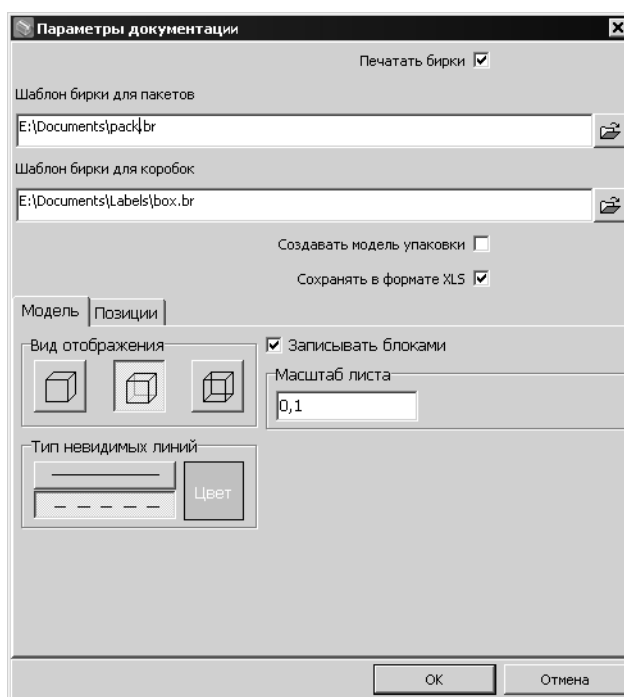 Параметры документации
Печатать бирки
Шаблон бирки для пакетов
E:\Documents\pack.br
Шаблон бирки для коробок
E:\Documents\Labels\box.br
Создавать модель упаковки
Сохранять в формате XLS
Модель Позиции
Вид отображения
Записывать блоками
Масштаб листа
0,1
Тип невидимых линий
Цвет
OK Отмена